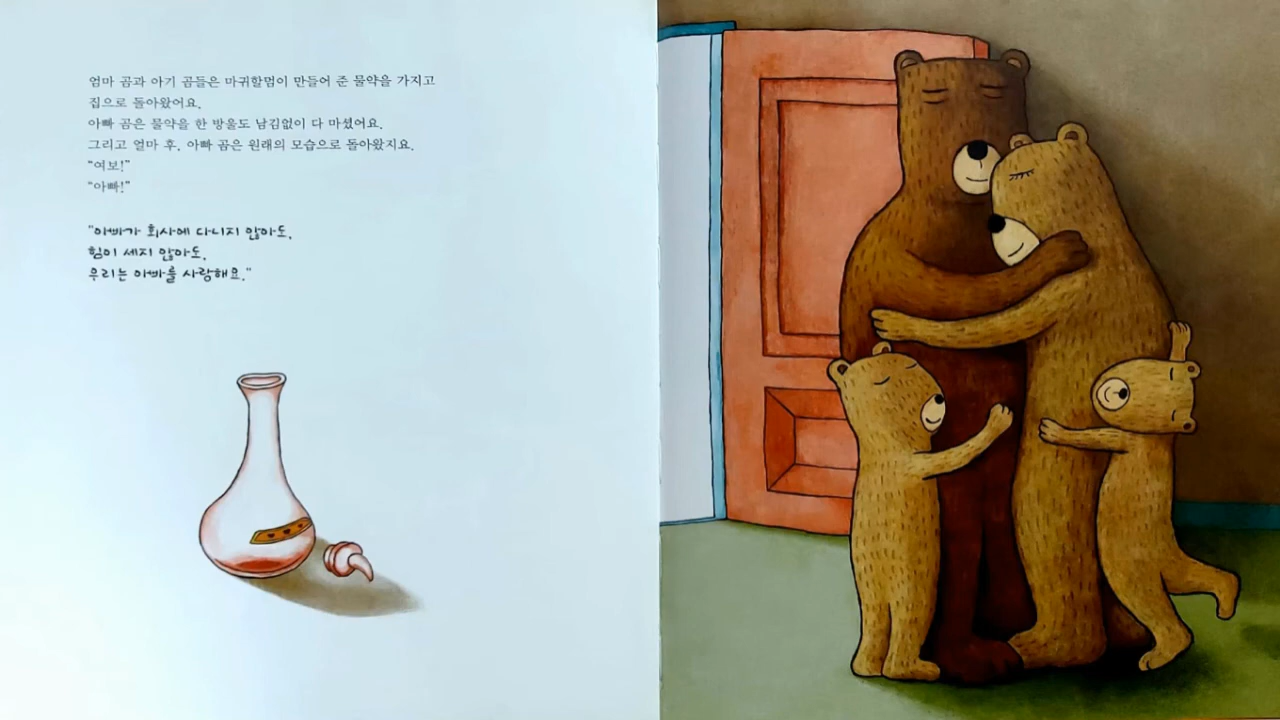 엄마 곰과 아기 곰들은 마귀할멈이 만들어 준 물약을 가지고
집으로 돌아왔어요.
아빠 곰은 물약을 한 방울도 남김없이 다 마셨어요.
그리고 얼마 후, 아빠 곰은 원래의 모습으로 돌아왔지요.
“여보!”
“아빠!”
“아빠가 회사에 다니지 않아도,
힘이 세지 않아도,
우리는 아빠를 사랑해요.”